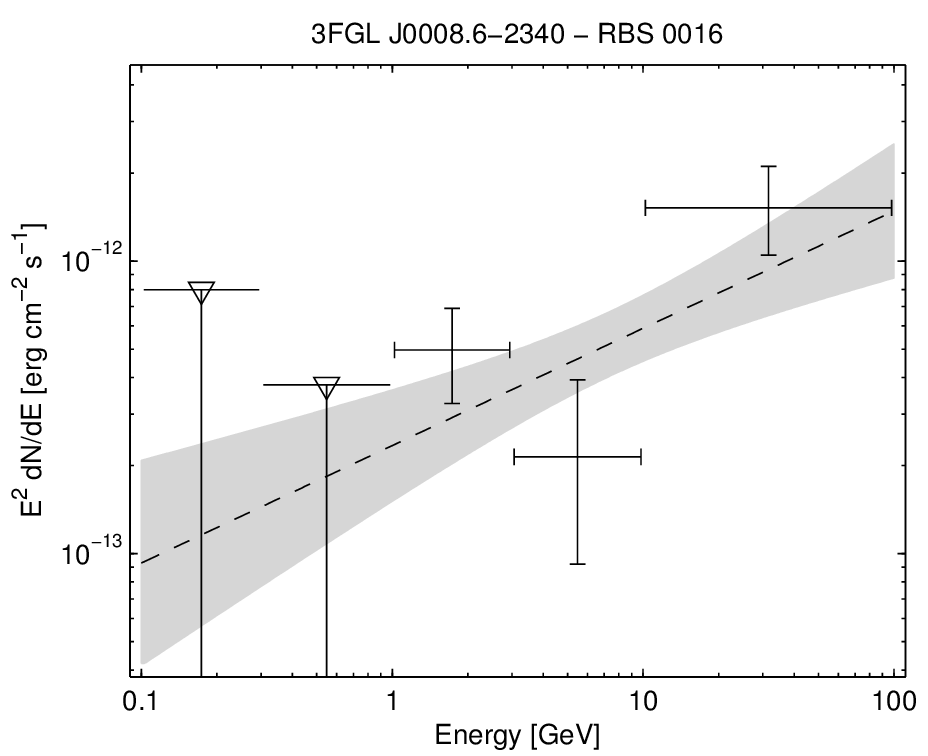 3FGL J0008.6−2340 − RBS 0016
E² dN/dE [erg cm⁻² s⁻¹]
10⁻¹²
10⁻¹³
0.1 1 10 100
Energy [GeV]